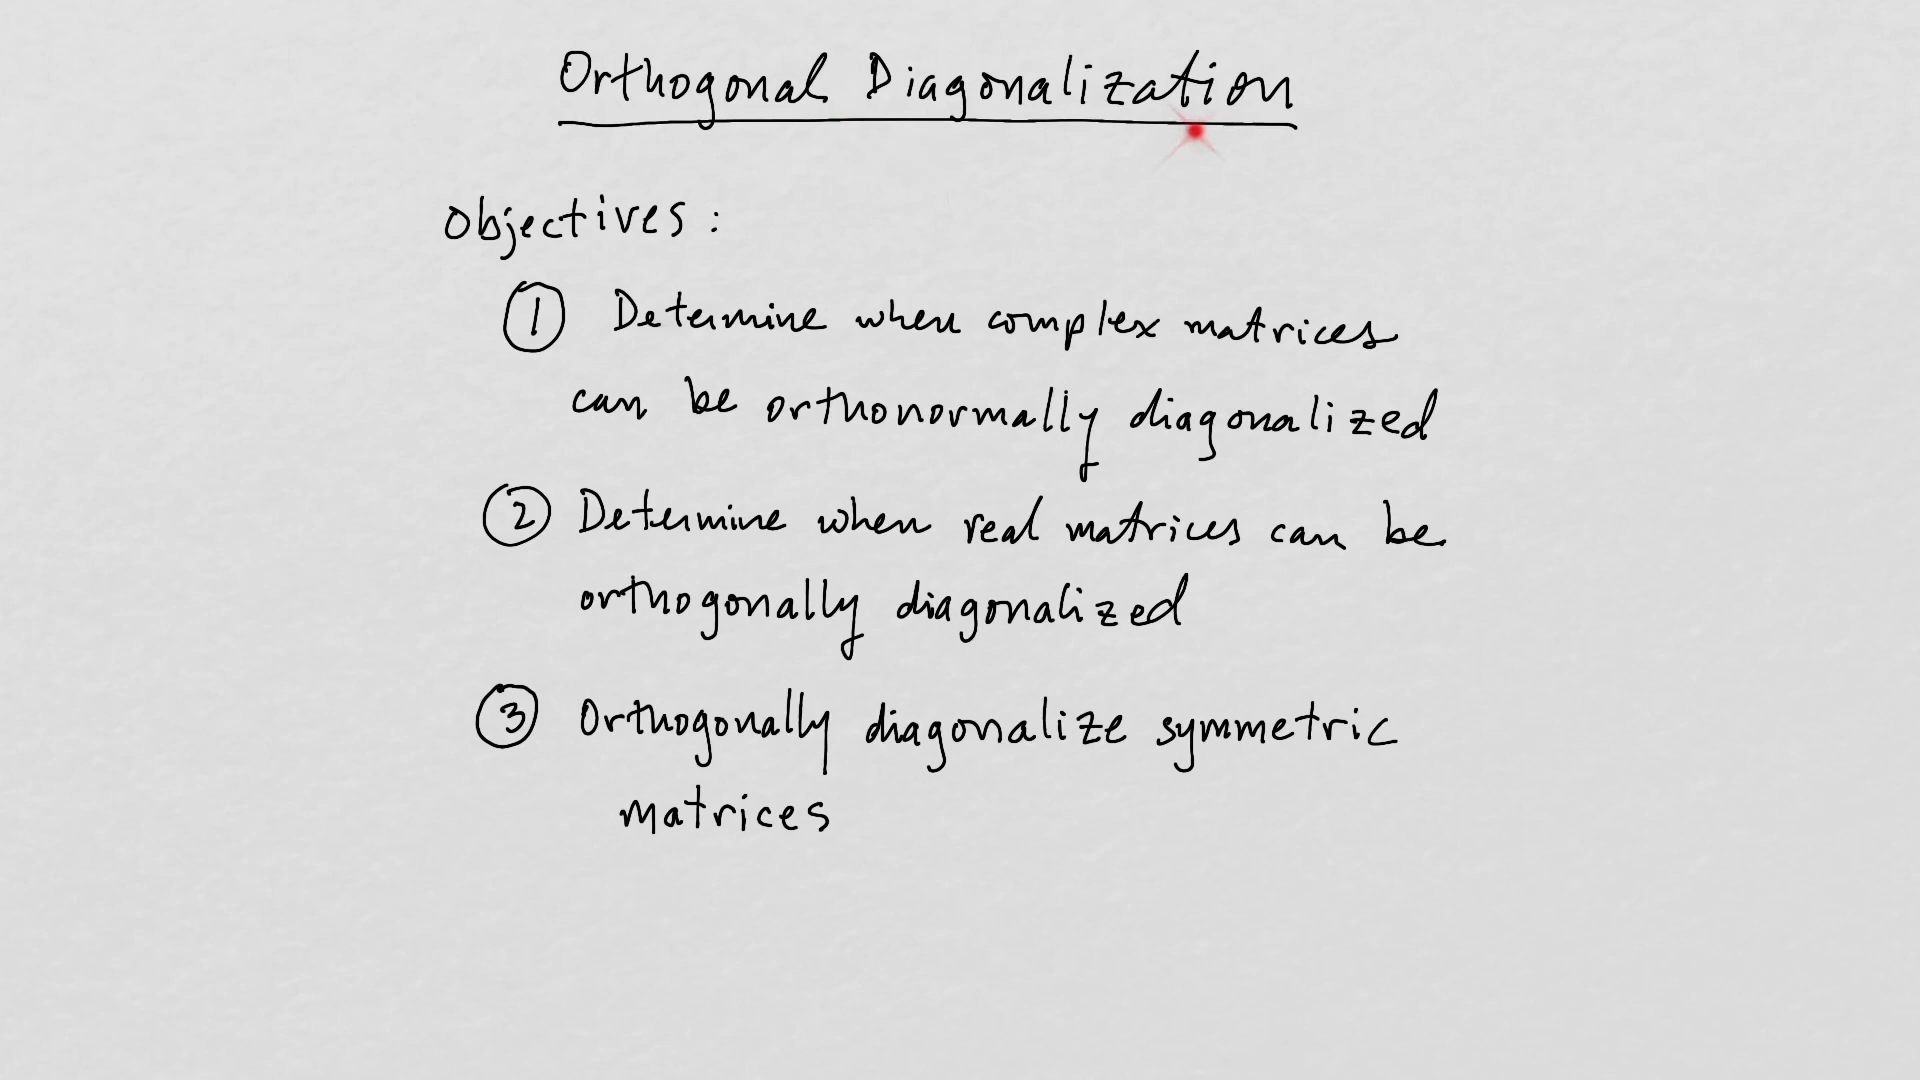 Orthogonal Diagonalization
Objectives:
① Determine when complex matrices
can be orthonormally diagonalized
② Determine when real matrices can be
orthogonally diagonalized
③ Orthogonally diagonalize symmetric
matrices